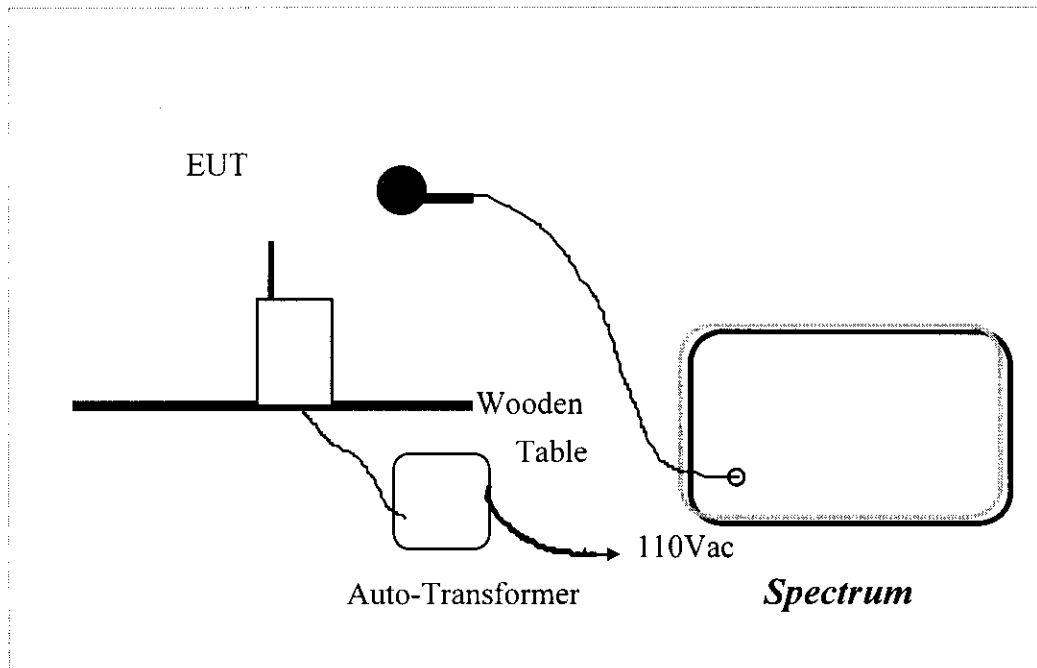 EUT
Wooden
Table
110Vac
Auto-Transformer
Spectrum